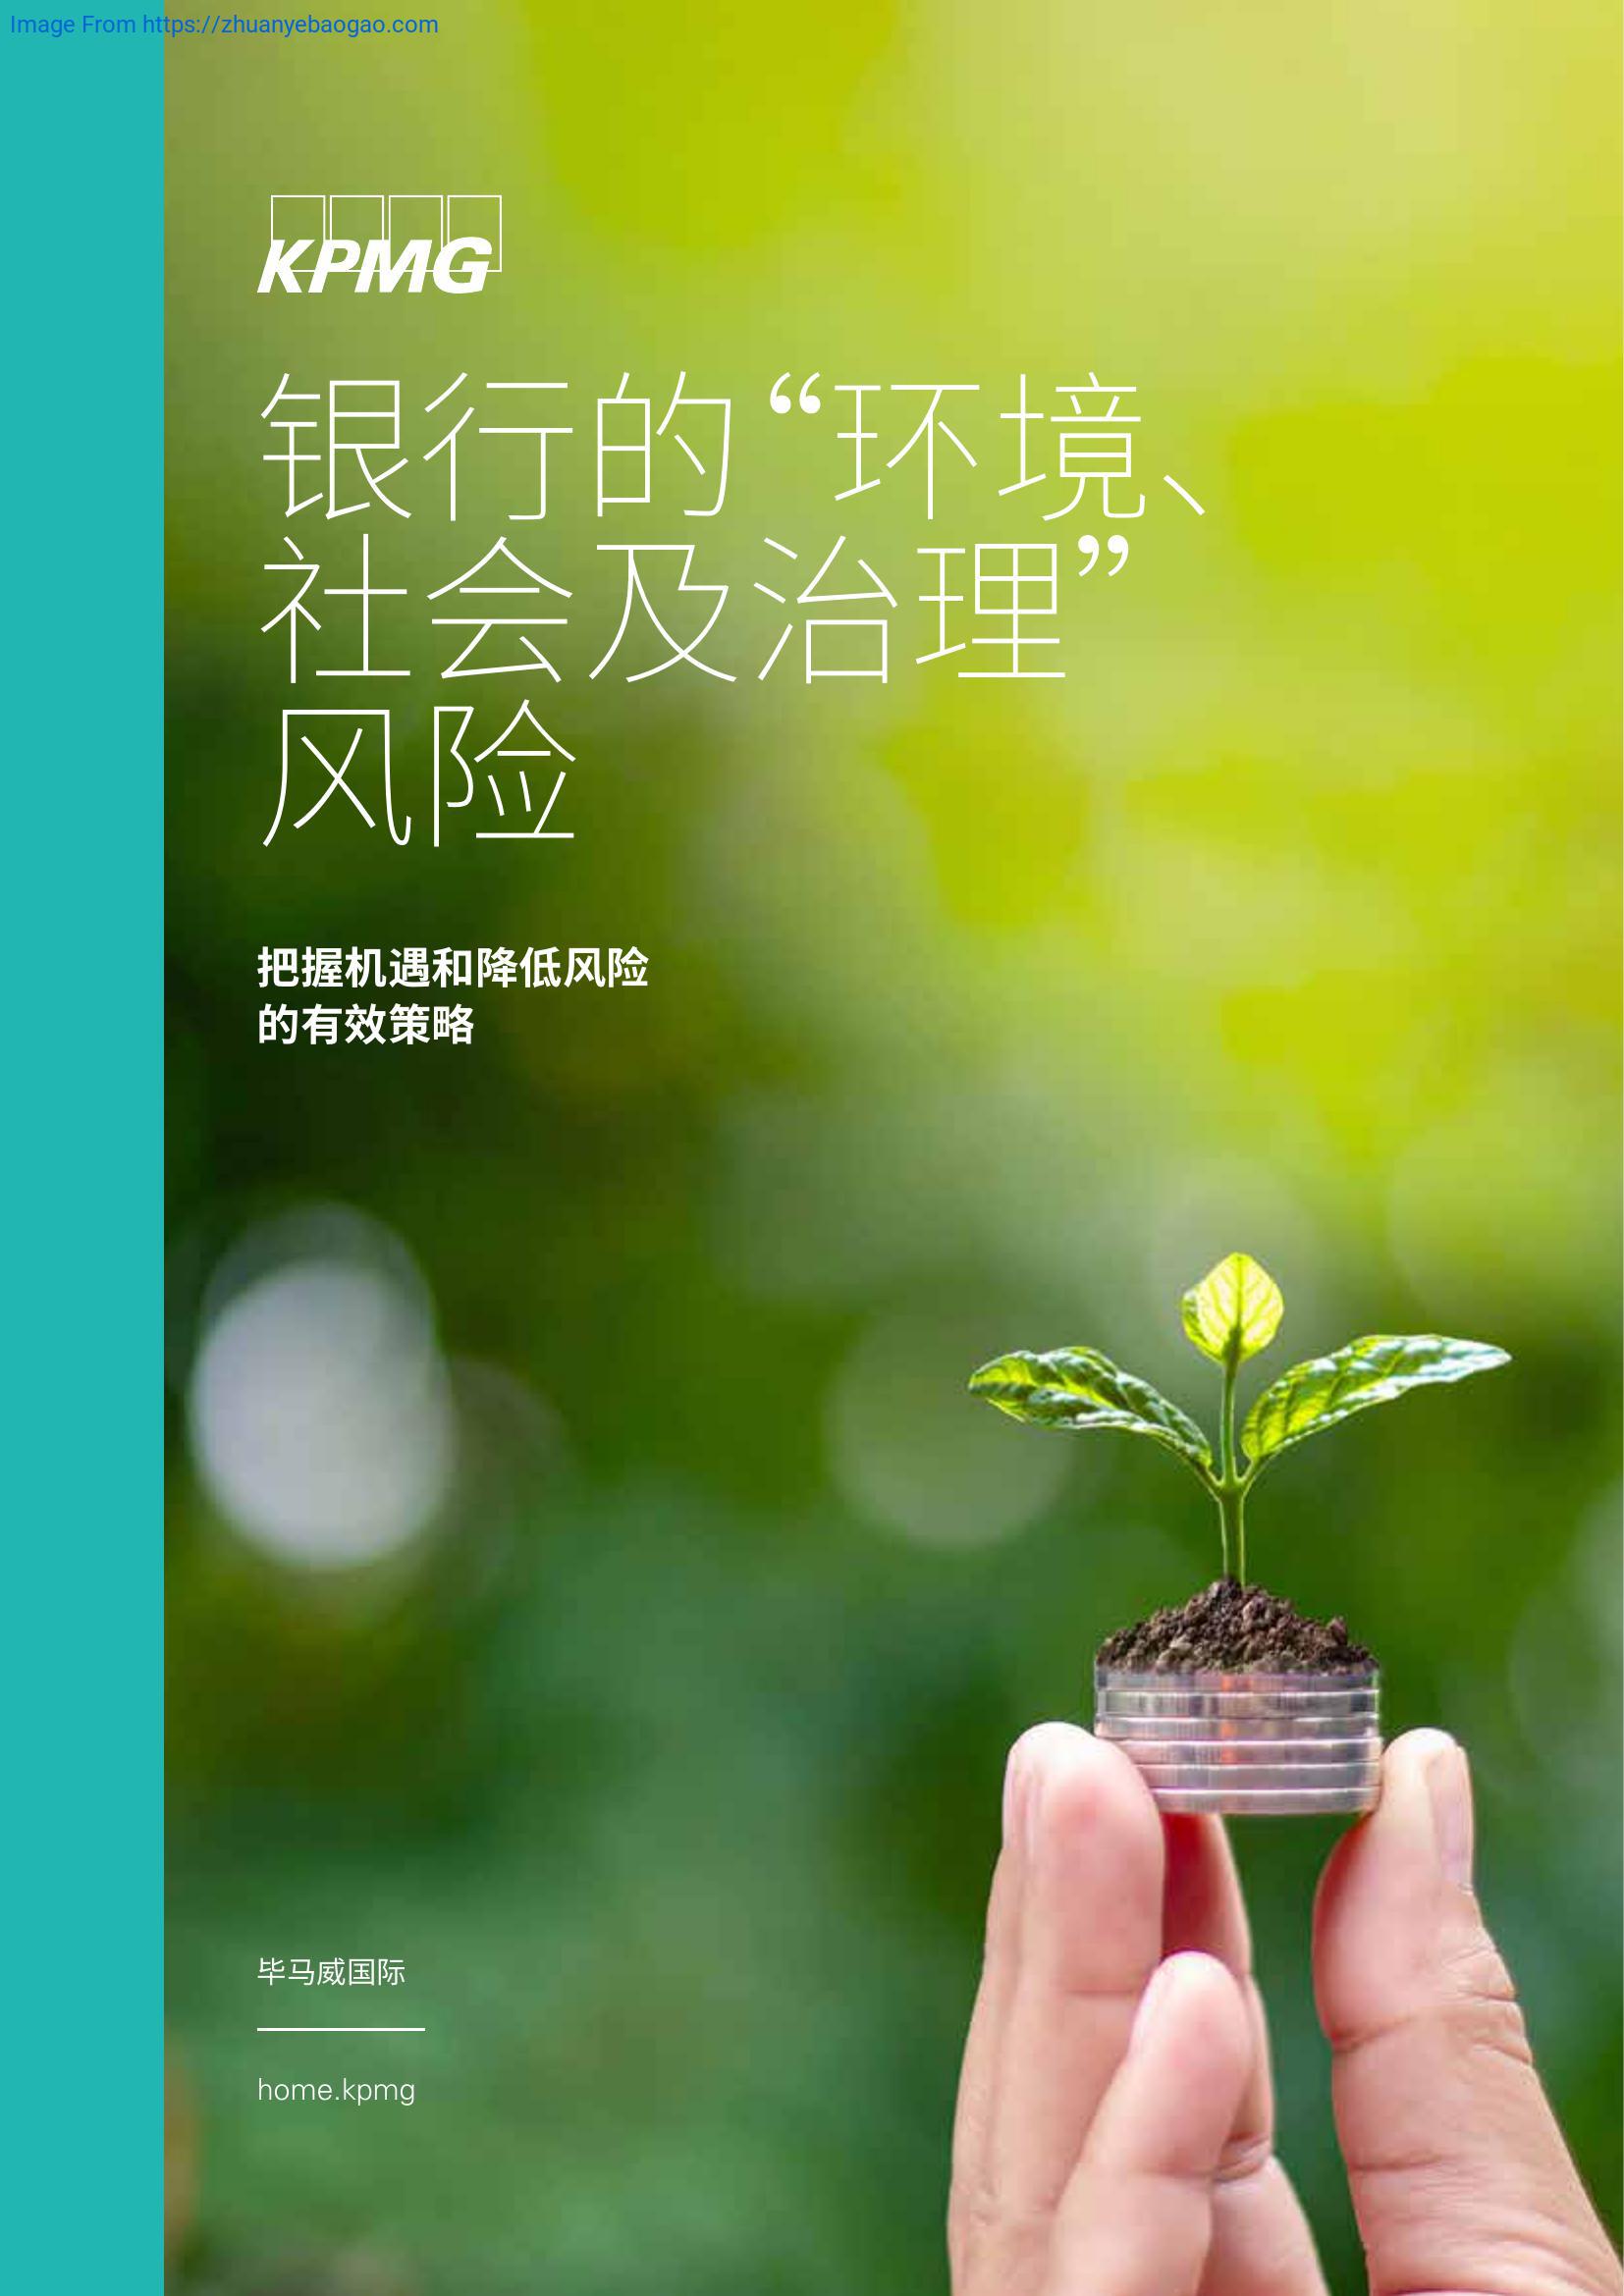 Image From https://zhuanyebaogao.com
KPMG
银行的“环境、
社会及治理”
风险
把握机遇和降低风险
的有效策略
毕马威国际
home.kpmg